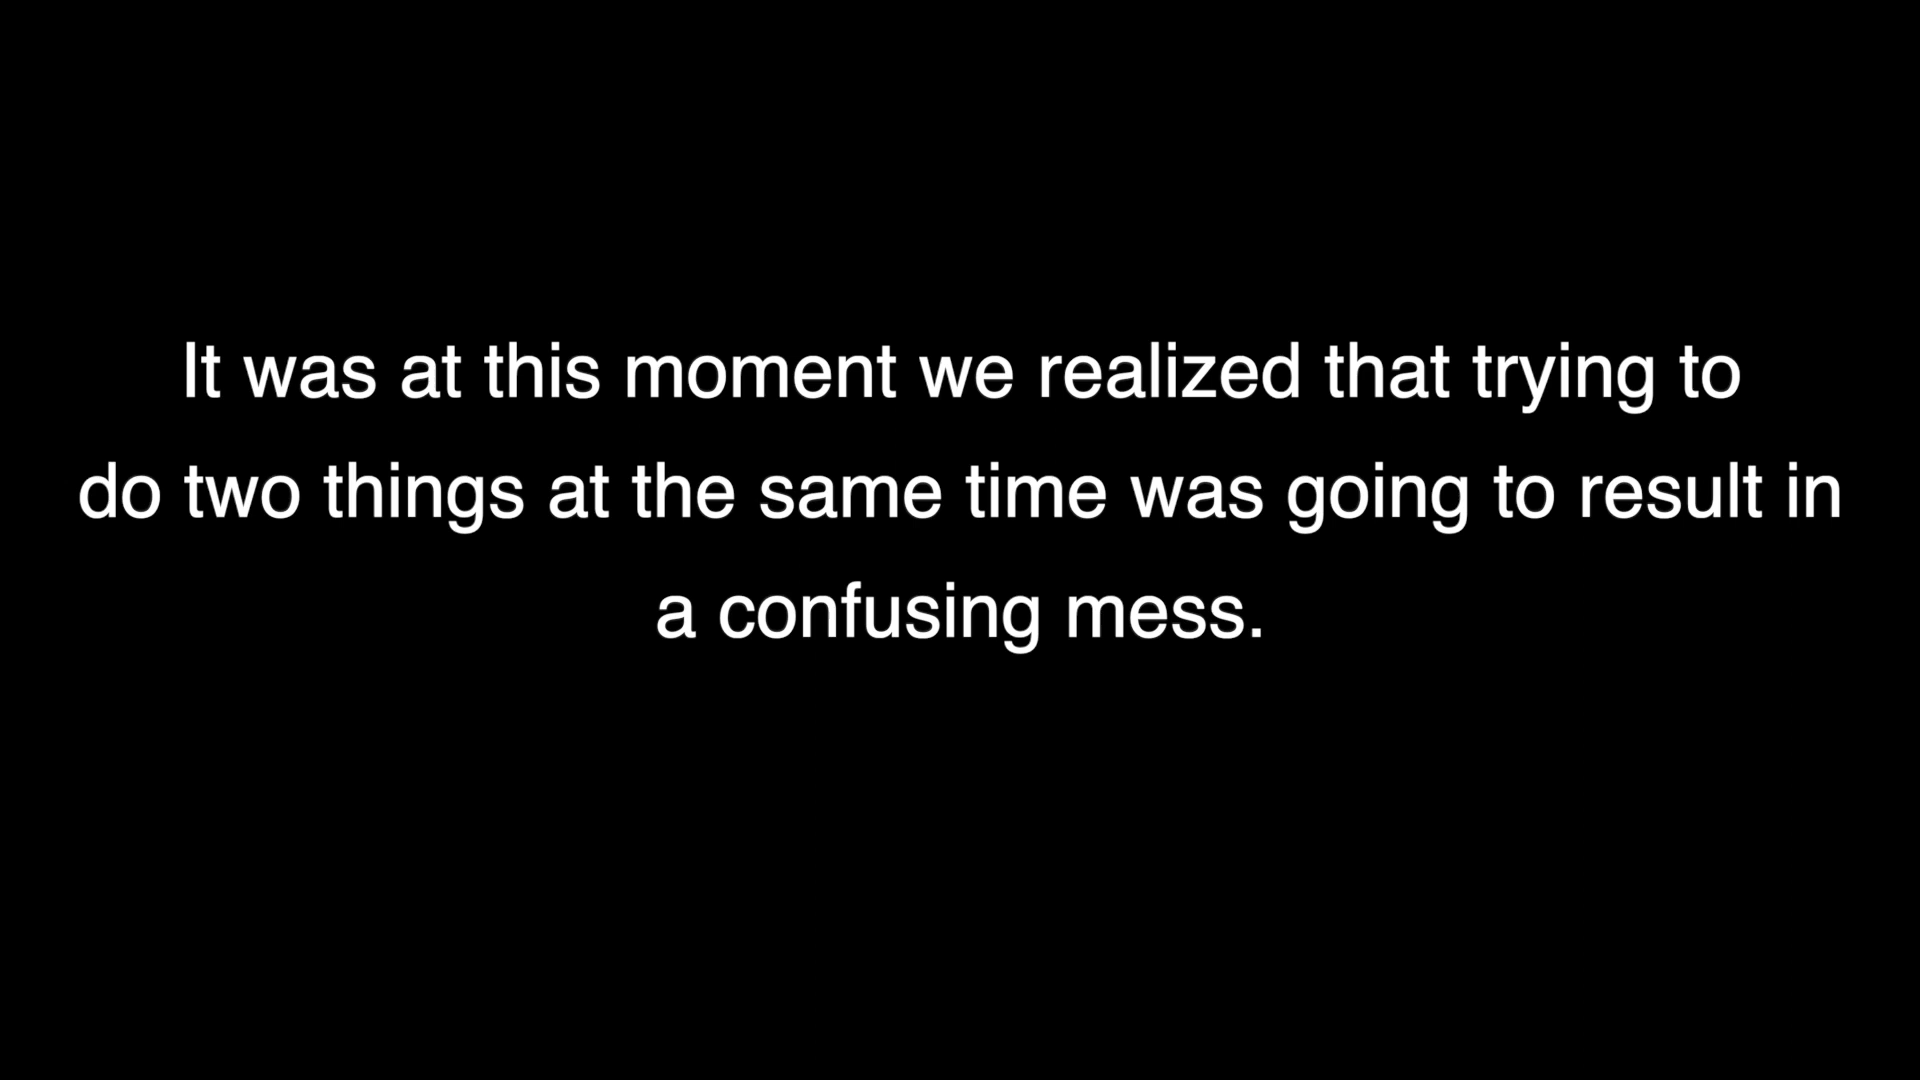 It was at this moment we realized that trying to
do two things at the same time was going to result in
a confusing mess.